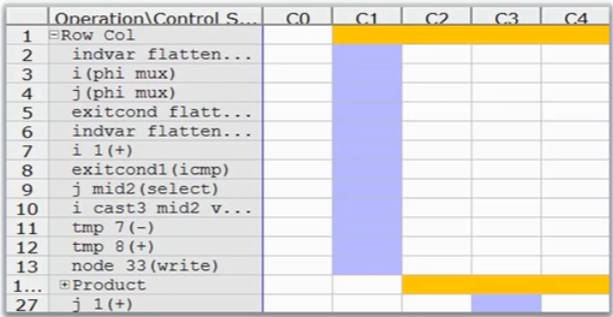 Operation\Control S... C0 C1 C2 C3 C4
1 Row Col
2 indvar flatten...
3 i(phi mux)
4 j(phi mux)
5 exitcond flatt...
6 indvar flatten...
7 i 1(+)
8 exitcond1(icmp)
9 j mid2(select)
10 i cast3 mid2 v...
11 tmp 7(-)
12 tmp 8(+)
13 node 33(write)
1... Product
27 j 1(+)